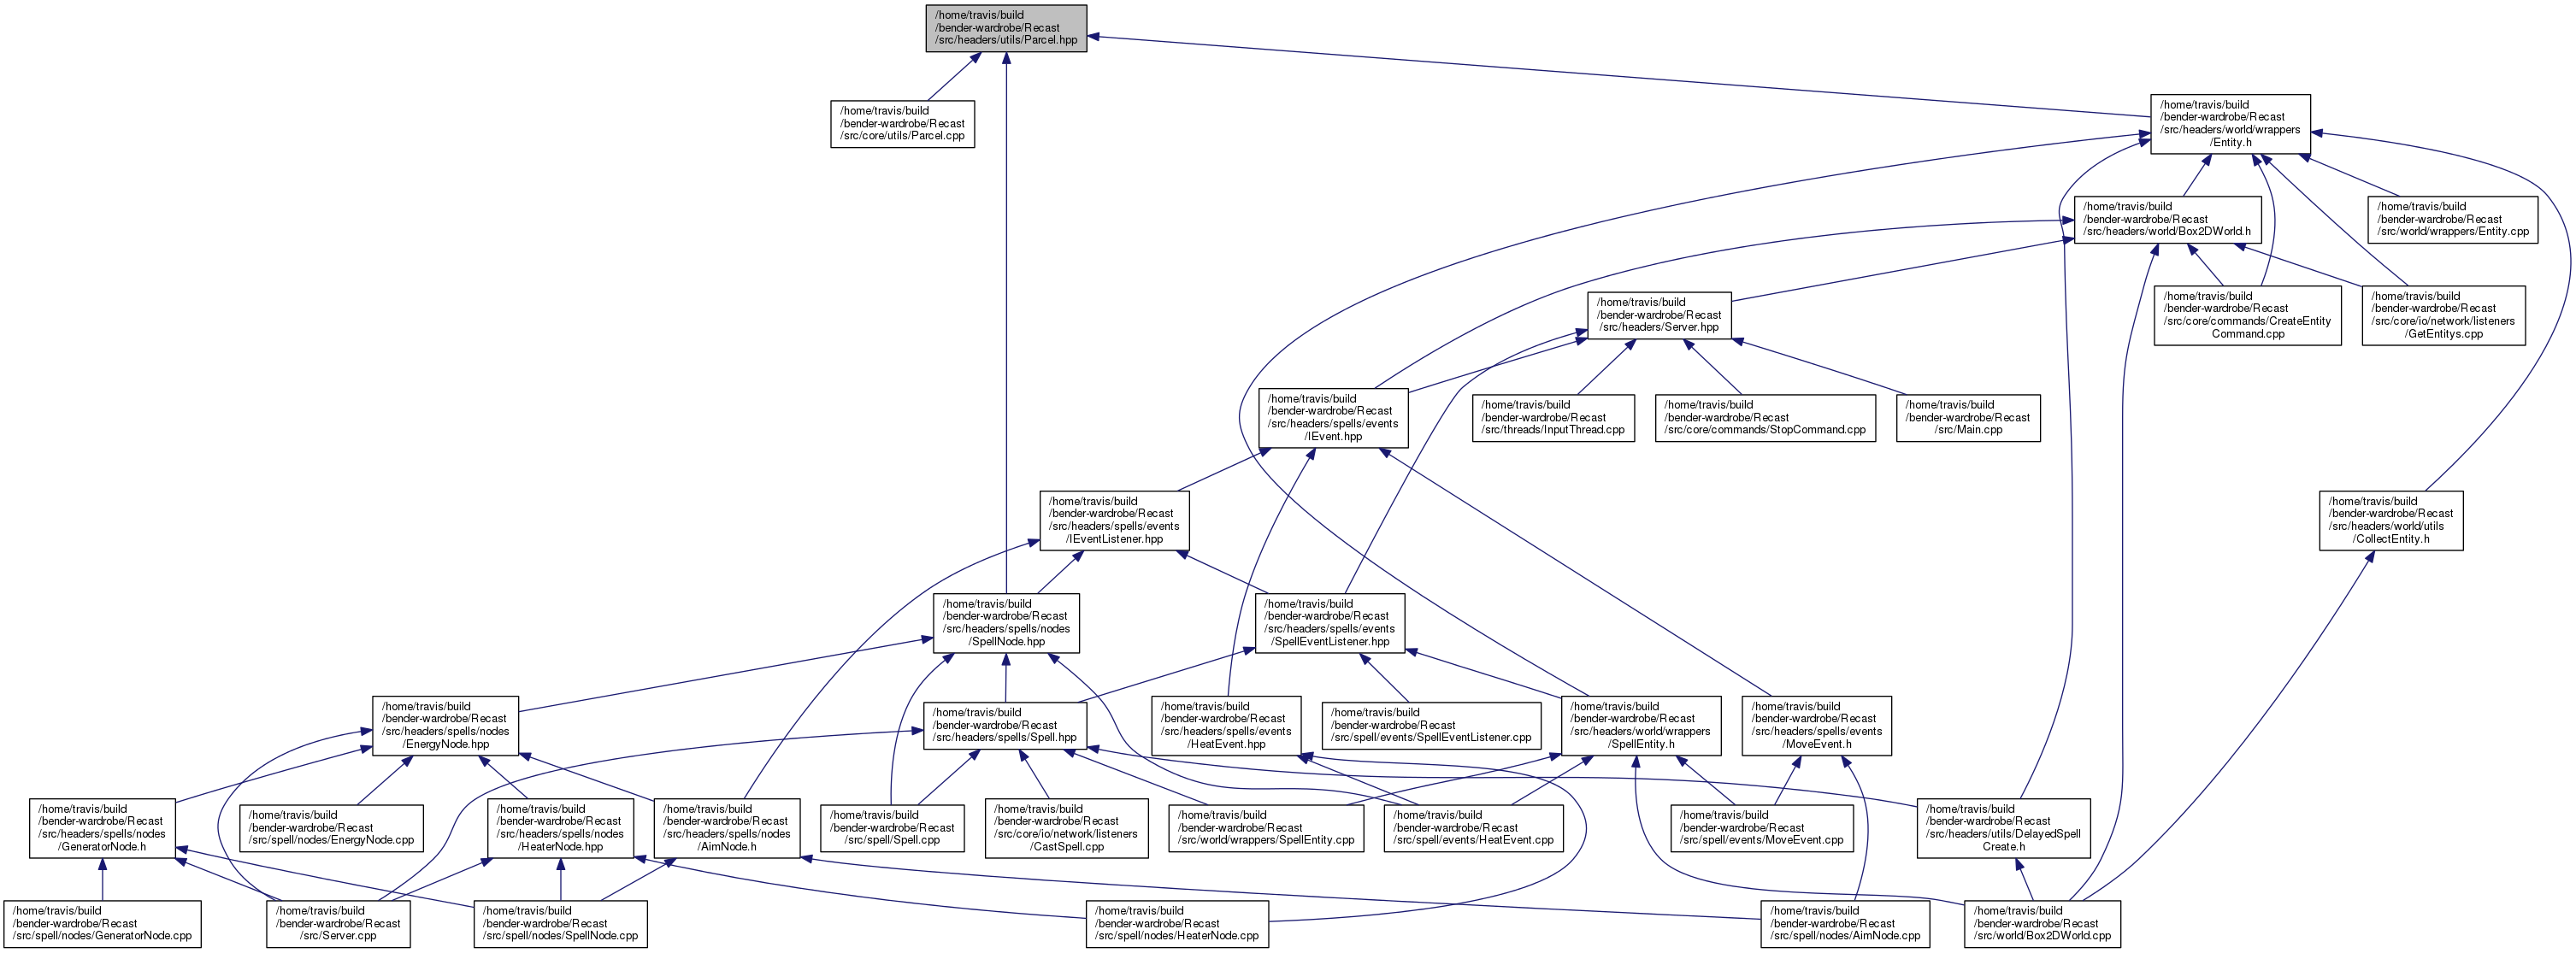 /home/travis/build
/bender-wardrobe/Recast
/src/headers/utils/Parcel.hpp
/home/travis/build
/bender-wardrobe/Recast
/src/core/utils/Parcel.cpp
/home/travis/build
/bender-wardrobe/Recast
/src/headers/world/wrappers
/Entity.h
/home/travis/build
/bender-wardrobe/Recast
/src/headers/world/Box2DWorld.h
/home/travis/build
/bender-wardrobe/Recast
/src/world/wrappers/Entity.cpp
/home/travis/build
/bender-wardrobe/Recast
/src/headers/Server.hpp
/home/travis/build
/bender-wardrobe/Recast
/src/core/commands/CreateEntity
Command.cpp
/home/travis/build
/bender-wardrobe/Recast
/src/core/io/network/listeners
/GetEntitys.cpp
/home/travis/build
/bender-wardrobe/Recast
/src/headers/spells/events
/IEvent.hpp
/home/travis/build
/bender-wardrobe/Recast
/src/threads/InputThread.cpp
/home/travis/build
/bender-wardrobe/Recast
/src/core/commands/StopCommand.cpp
/home/travis/build
/bender-wardrobe/Recast
/src/Main.cpp
/home/travis/build
/bender-wardrobe/Recast
/src/headers/spells/events
/IEventListener.hpp
/home/travis/build
/bender-wardrobe/Recast
/src/headers/world/utils
/CollectEntity.h
/home/travis/build
/bender-wardrobe/Recast
/src/headers/spells/nodes
/SpellNode.hpp
/home/travis/build
/bender-wardrobe/Recast
/src/headers/spells/events
/SpellEventListener.hpp
/home/travis/build
/bender-wardrobe/Recast
/src/headers/spells/nodes
/EnergyNode.hpp
/home/travis/build
/bender-wardrobe/Recast
/src/headers/spells/Spell.hpp
/home/travis/build
/bender-wardrobe/Recast
/src/headers/spells/events
/HeatEvent.hpp
/home/travis/build
/bender-wardrobe/Recast
/src/spell/events/SpellEventListener.cpp
/home/travis/build
/bender-wardrobe/Recast
/src/headers/world/wrappers
/SpellEntity.h
/home/travis/build
/bender-wardrobe/Recast
/src/headers/spells/events
/MoveEvent.h
/home/travis/build
/bender-wardrobe/Recast
/src/headers/spells/nodes
/GeneratorNode.h
/home/travis/build
/bender-wardrobe/Recast
/src/spell/nodes/EnergyNode.cpp
/home/travis/build
/bender-wardrobe/Recast
/src/headers/spells/nodes
/HeaterNode.hpp
/home/travis/build
/bender-wardrobe/Recast
/src/headers/spells/nodes
/AimNode.h
/home/travis/build
/bender-wardrobe/Recast
/src/spell/Spell.cpp
/home/travis/build
/bender-wardrobe/Recast
/src/core/io/network/listeners
/CastSpell.cpp
/home/travis/build
/bender-wardrobe/Recast
/src/world/wrappers/SpellEntity.cpp
/home/travis/build
/bender-wardrobe/Recast
/src/spell/events/HeatEvent.cpp
/home/travis/build
/bender-wardrobe/Recast
/src/spell/events/MoveEvent.cpp
/home/travis/build
/bender-wardrobe/Recast
/src/headers/utils/DelayedSpell
Create.h
/home/travis/build
/bender-wardrobe/Recast
/src/spell/nodes/GeneratorNode.cpp
/home/travis/build
/bender-wardrobe/Recast
/src/Server.cpp
/home/travis/build
/bender-wardrobe/Recast
/src/spell/nodes/SpellNode.cpp
/home/travis/build
/bender-wardrobe/Recast
/src/spell/nodes/HeaterNode.cpp
/home/travis/build
/bender-wardrobe/Recast
/src/spell/nodes/AimNode.cpp
/home/travis/build
/bender-wardrobe/Recast
/src/world/Box2DWorld.cpp